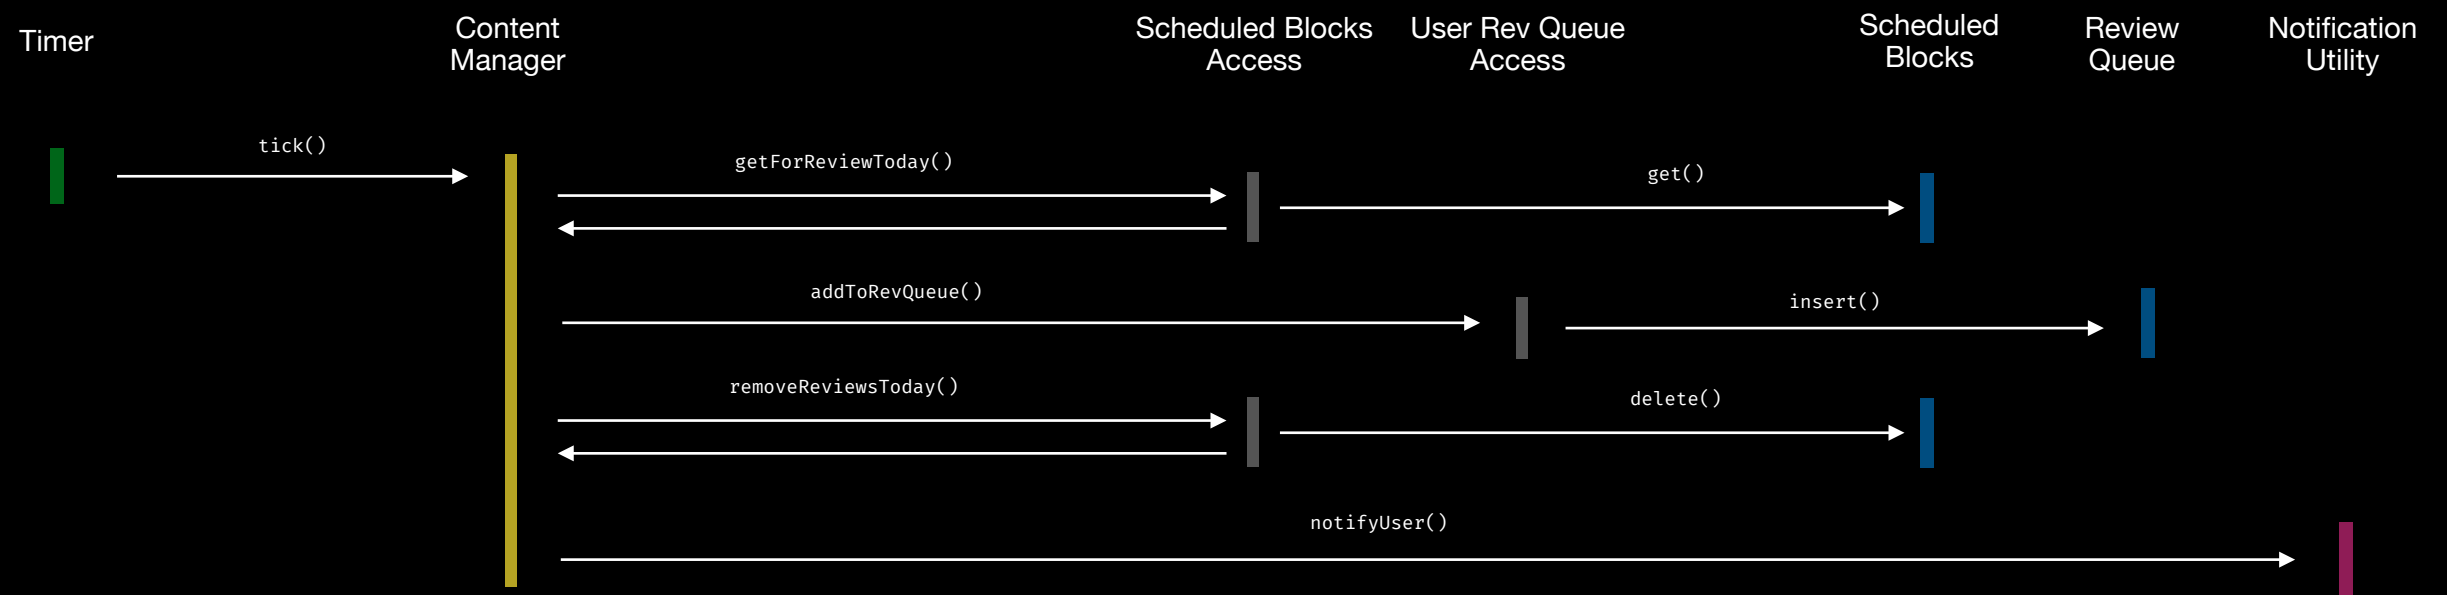 Timer
Content
Manager
Scheduled Blocks
Access
User Rev Queue
Access
Scheduled
Blocks
Review
Queue
Notification
Utility
tick()
getForReviewToday()
get()
addToRevQueue()
insert()
removeReviewsToday()
delete()
notifyUser()